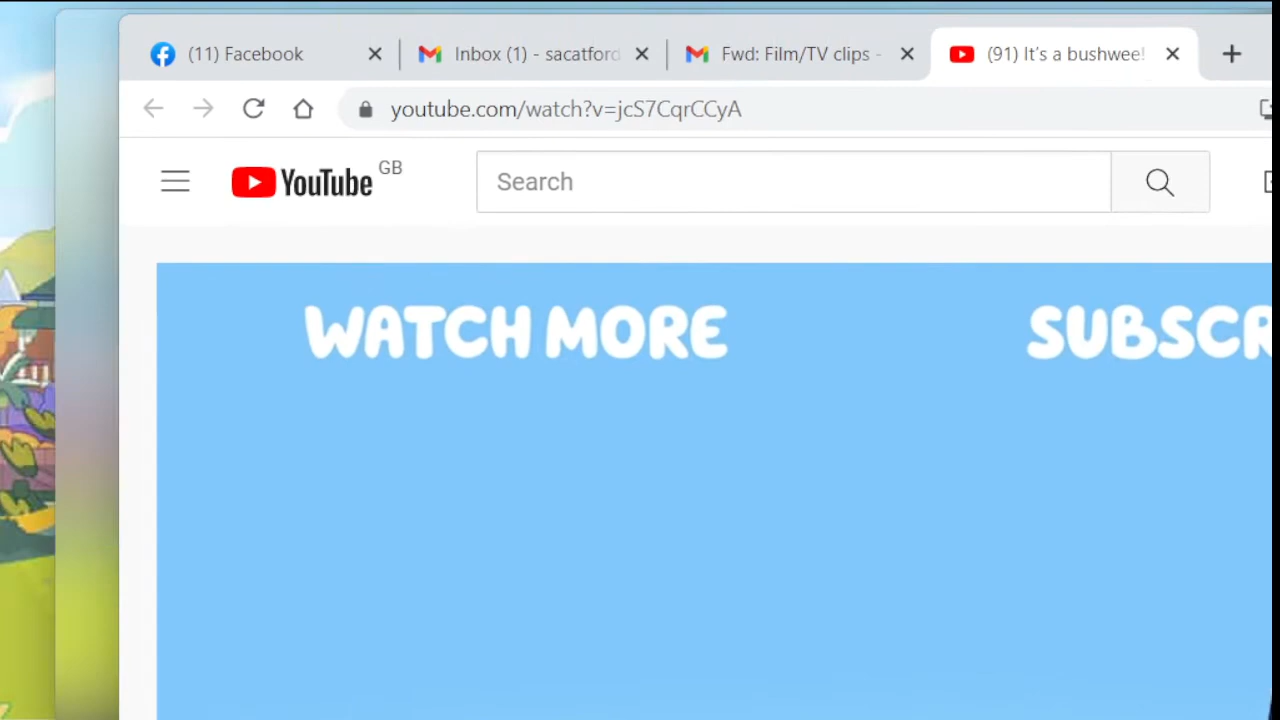 (11) Facebook Inbox (1) - sacatford Fwd: Film/TV clips - (91) It's a bushwee!
youtube.com/watch?v=jcS7CqrCCyA
YouTube GB Search
WATCH MORE SUBSCR